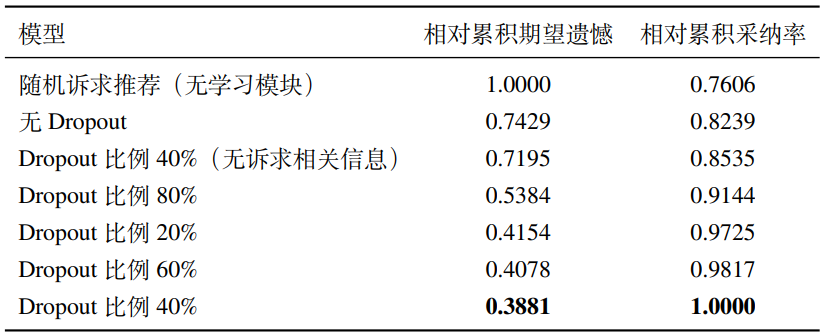 模型 相对累积期望遗憾 相对累积采纳率
随机诉求推荐（无学习模块） 1.0000 0.7606
无 Dropout 0.7429 0.8239
Dropout 比例 40%（无诉求相关信息） 0.7195 0.8535
Dropout 比例 80% 0.5384 0.9144
Dropout 比例 20% 0.4154 0.9725
Dropout 比例 60% 0.4078 0.9817
Dropout 比例 40% 0.3881 1.0000